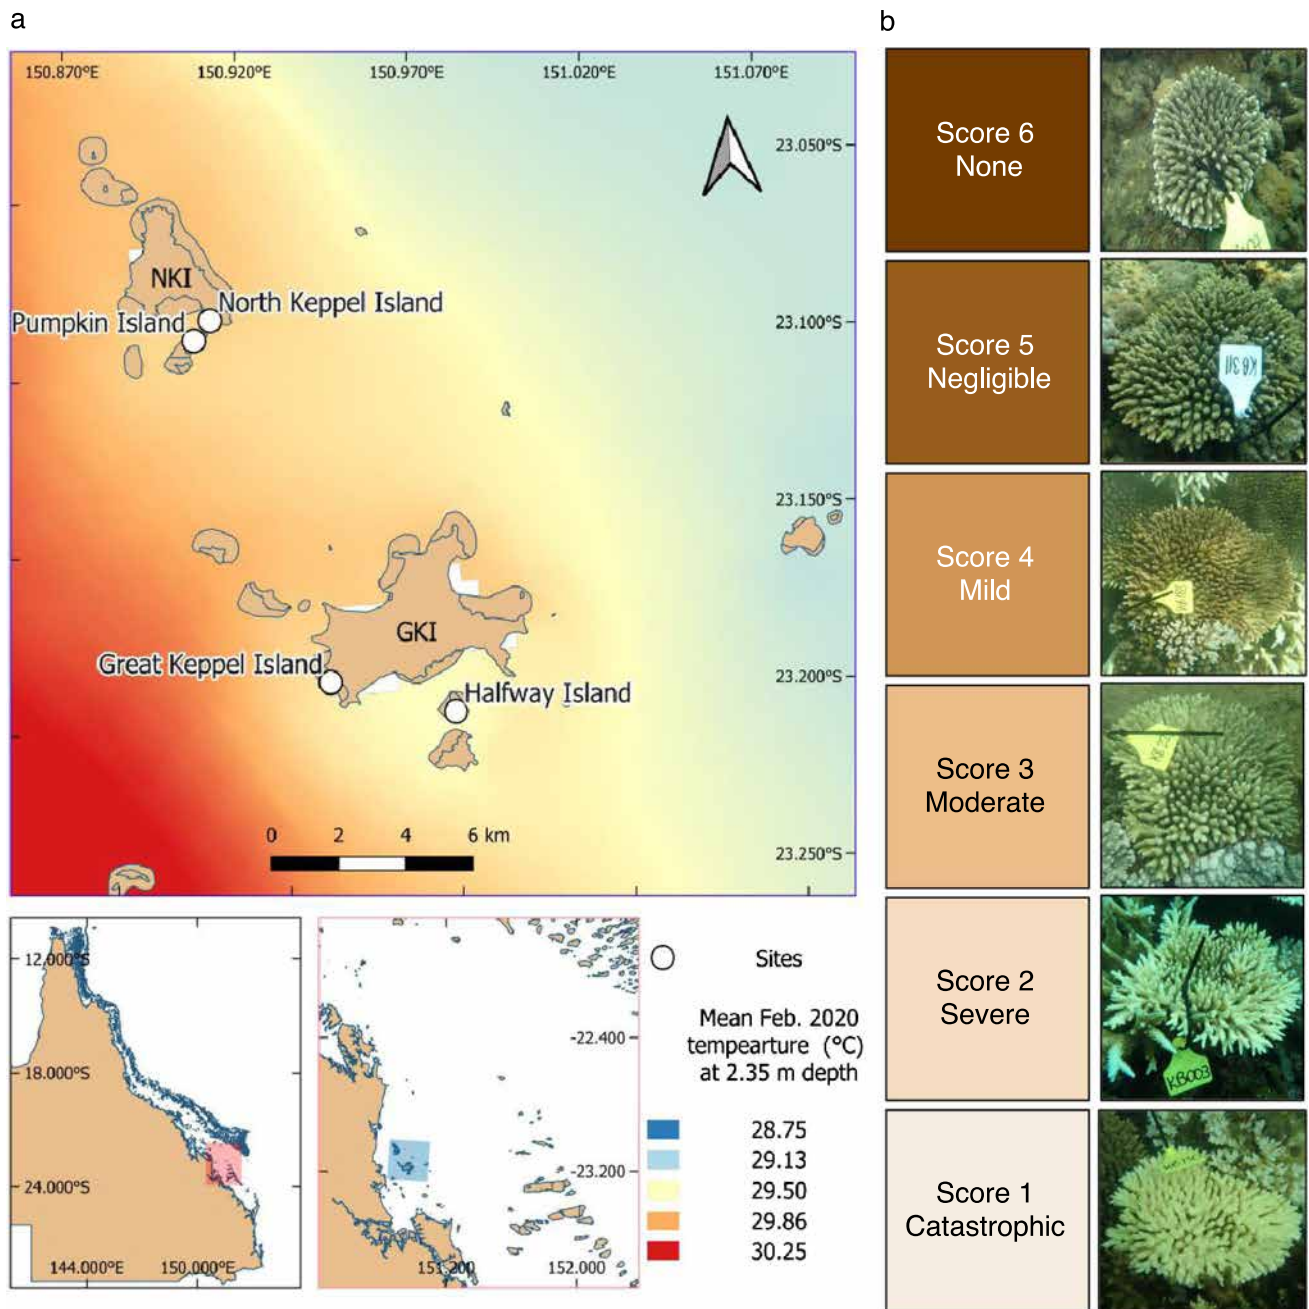 a
150.870°E 150.920°E 150.970°E 151.020°E 151.070°E
23.050°S
NKI
North Keppel Island
23.100°S
Pumpkin Island
23.150°S
GKI
Great Keppel Island
23.200°S
Halfway Island
0 2 4 6 km
23.250°S
12.000°S
18.000°S
24.000°S
144.000°E 150.000°E
-22.400
-23.200
151.200 152.000
Sites
Mean Feb. 2020
tempearture (°C)
at 2.35 m depth
28.75
29.13
29.50
29.86
30.25
b
Score 6
None
Score 5
Negligible
KB311
Score 4
Mild
Score 3
Moderate
Score 2
Severe
KB003
Score 1
Catastrophic